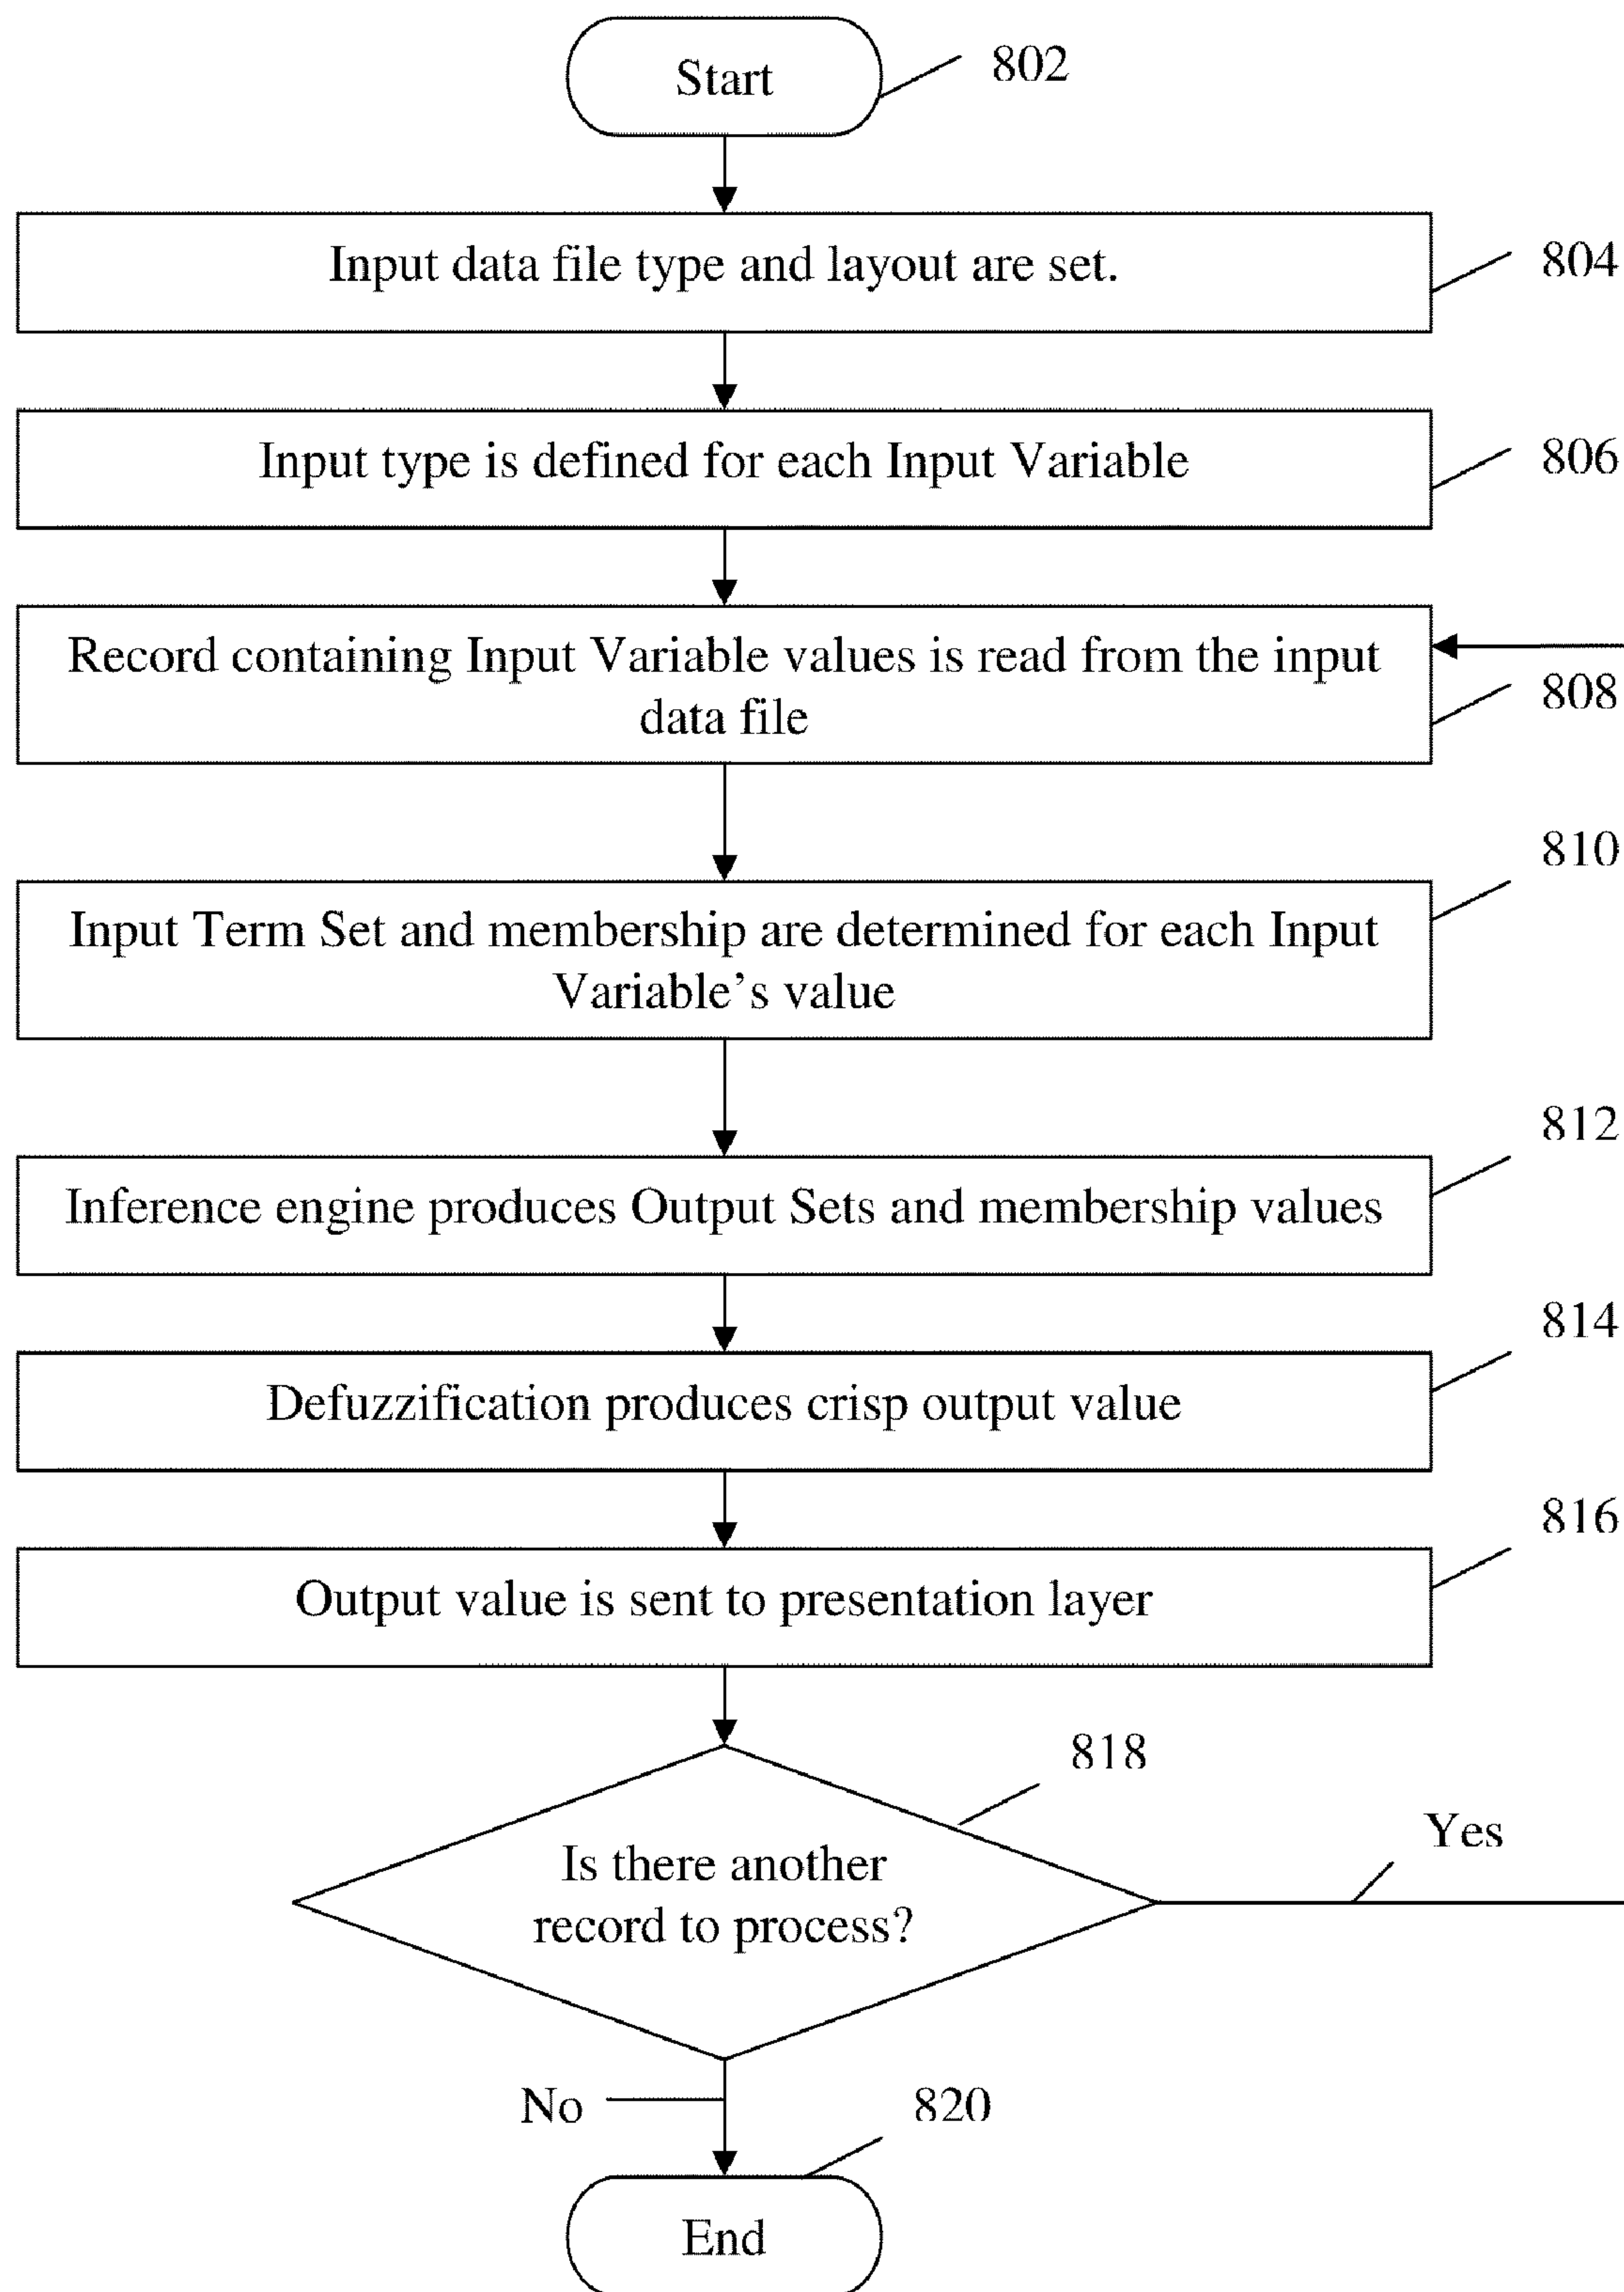 Start
802
Input data file type and layout are set.
804
Input type is defined for each Input Variable
806
Record containing Input Variable values is read from the input
data file
808
810
Input Term Set and membership are determined for each Input
Variable's value
812
Inference engine produces Output Sets and membership values
814
Defuzzification produces crisp output value
816
Output value is sent to presentation layer
818
Yes
Is there another
record to process?
No
820
End